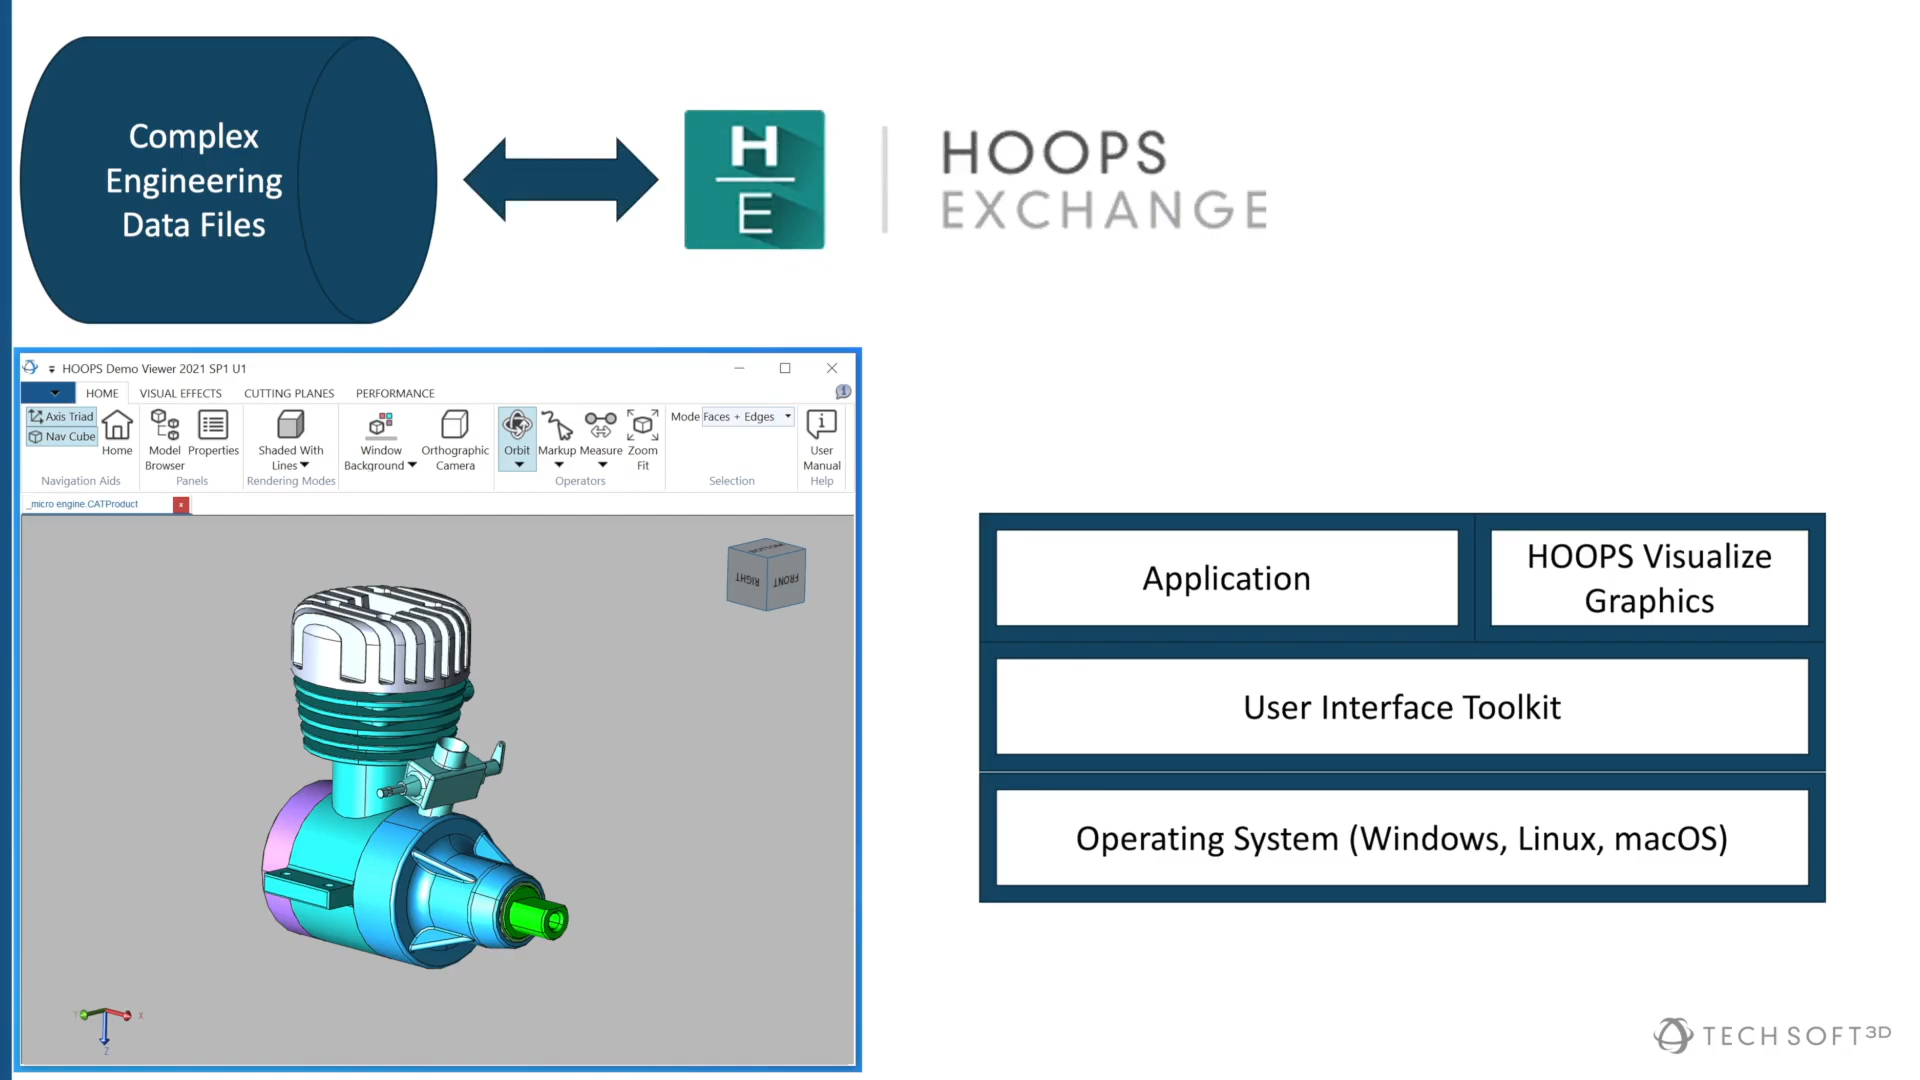 Complex
Engineering
Data Files
H
E
HOOPS
EXCHANGE
HOOPS Demo Viewer 2021 SP1 U1
HOME
VISUAL EFFECTS
CUTTING PLANES
PERFORMANCE
Axis Triad
Nav Cube
Home
Navigation Aids
Model
Browser
Properties
Panels
Shaded With
Lines
Rendering Modes
Window
Background
Orthographic
Camera
Orbit
Markup
Measure
Zoom
Fit
Operators
Mode Faces + Edges
Selection
User
Manual
Help
_micro engine.CATProduct
x
BOTTOM
RIGHT
FRONT
Y
X
Z
Application
HOOPS Visualize
Graphics
User Interface Toolkit
Operating System (Windows, Linux, macOS)
TECH SOFT 3D